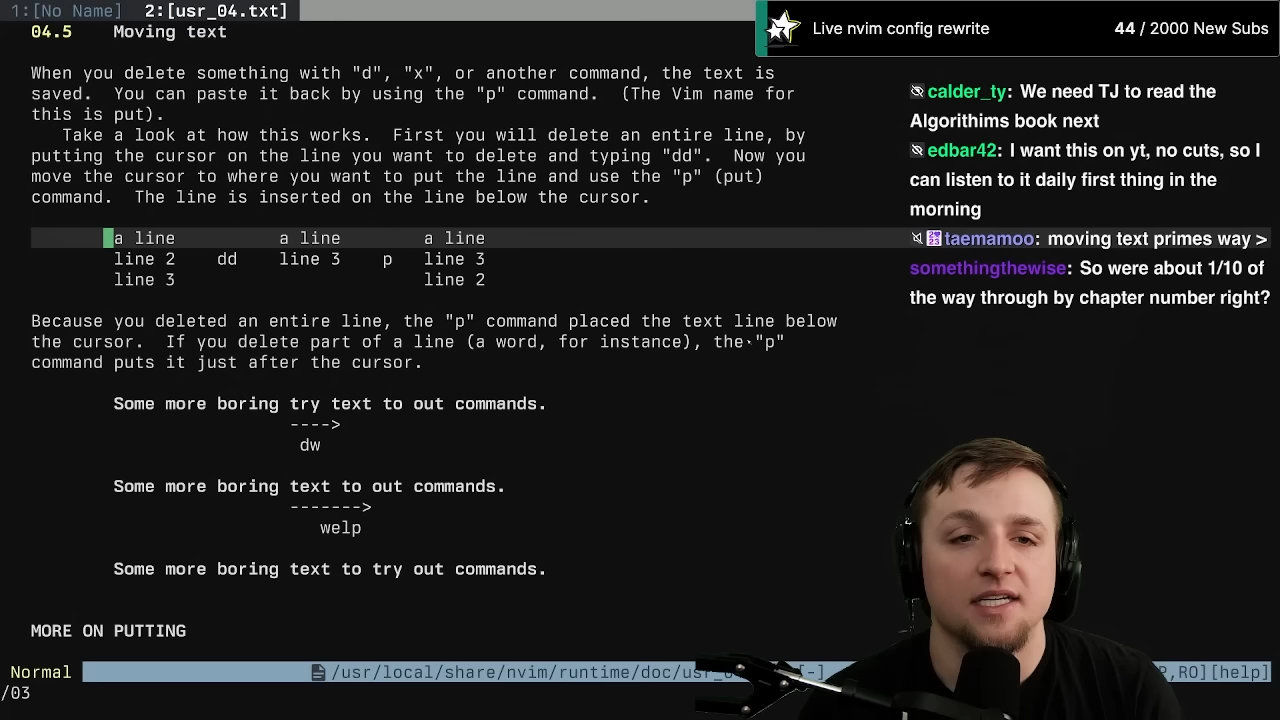 1:[No Name]  2:[usr_04.txt]
04.5    Moving text
When you delete something with "d", "x", or another command, the text is
saved.  You can paste it back by using the "p" command.  (The Vim name for
this is put).
   Take a look at how this works.  First you will delete an entire line, by
putting the cursor on the line you want to delete and typing "dd".  Now you
move the cursor to where you want to put the line and use the "p" (put)
command.  The line is inserted on the line below the cursor.
a line          a line        a line
line 2    dd    line 3    p   line 3
line 3                        line 2
Because you deleted an entire line, the "p" command placed the text line below
the cursor.  If you delete part of a line (a word, for instance), the "p"
command puts it just after the cursor.
Some more boring try text to out commands.
---->
dw
Some more boring text to out commands.
------->
welp
Some more boring text to try out commands.
MORE ON PUTTING
Normal /usr/local/share/nvim/runtime/doc/usr_ [-] P,RO][help]
/03
Live nvim config rewrite 44 / 2000 New Subs
calder_ty: We need TJ to read the
Algorithims book next
edbar42: I want this on yt, no cuts, so I
can listen to it daily first thing in the
morning
taemamoo: moving text primes way >
somethingthewise: So were about 1/10 of
the way through by chapter number right?